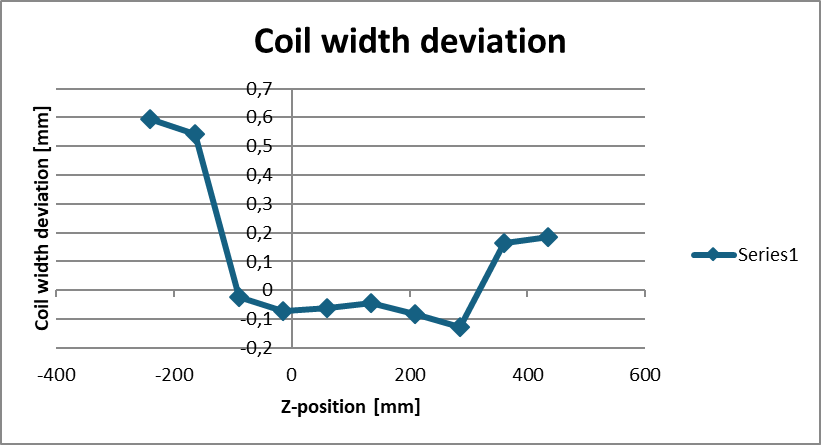 Coil width deviation
Coil width deviation [mm]
0,7
0,6
0,5
0,4
0,3
0,2
0,1
0
-0,1
-0,2
-400 -200 0 200 400 600
Z-position [mm]
Series1